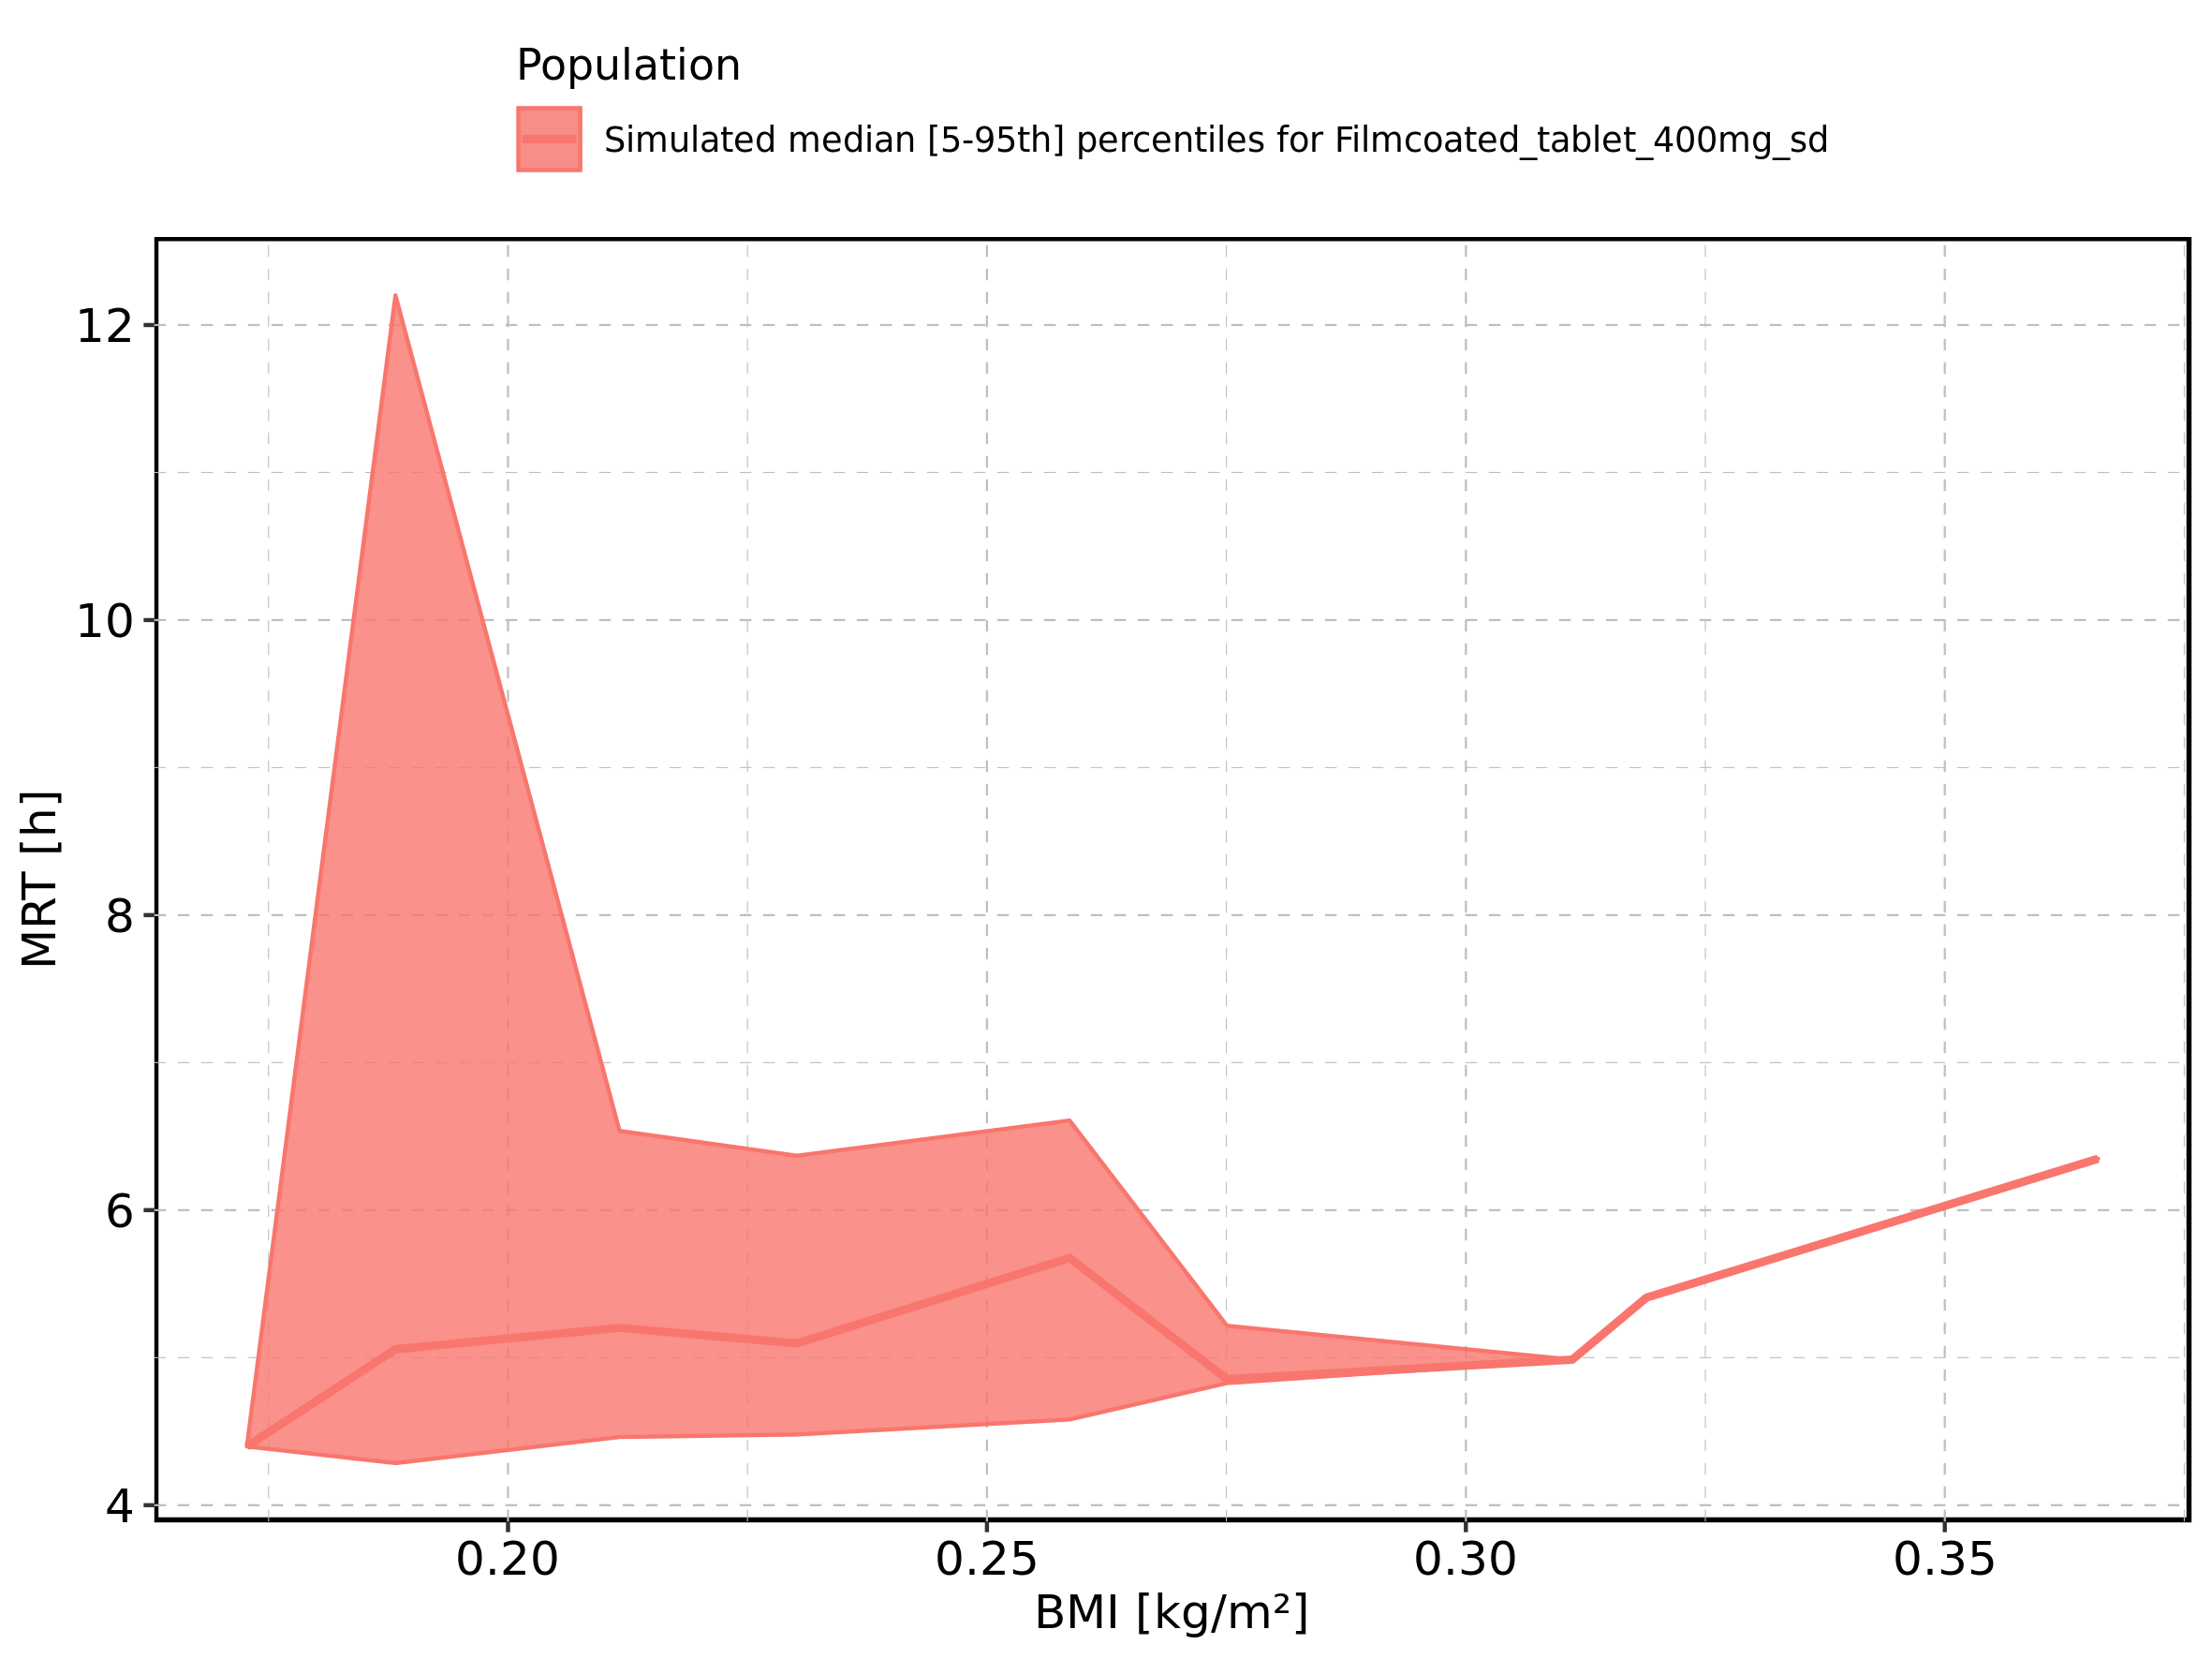 Population
Simulated median [5-95th] percentiles for Filmcoated_tablet_400mg_sd
12
10
8
6
4
MRT [h]
0.20 0.25 0.30 0.35
BMI [kg/m²]